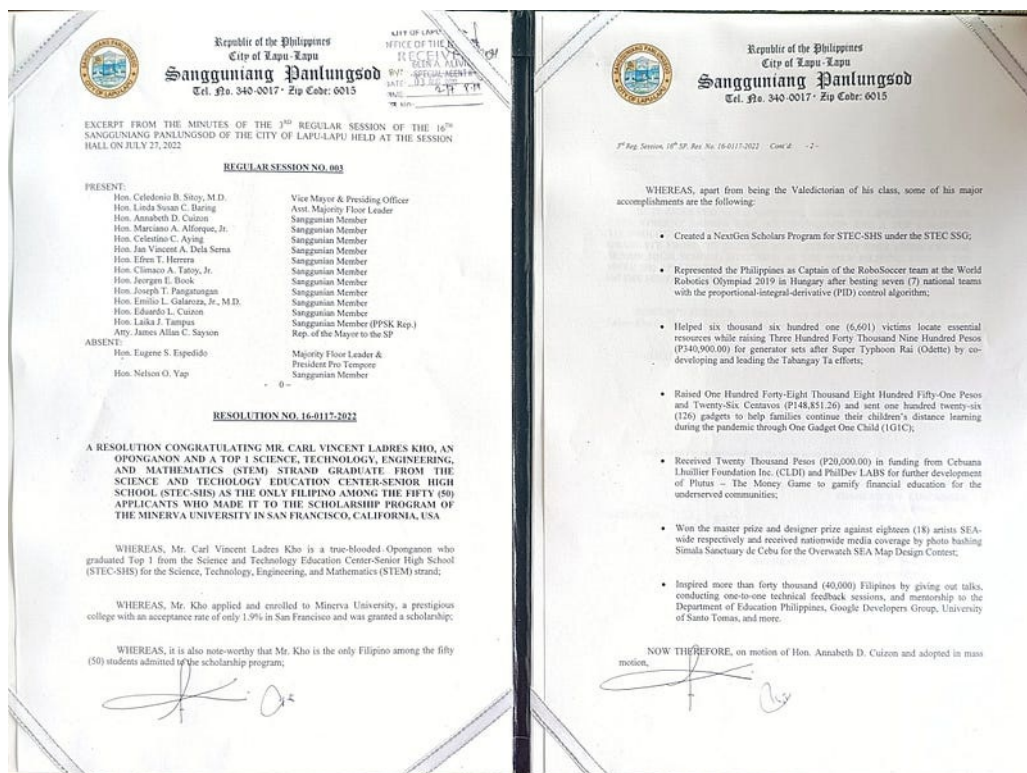 Republic of the Philippines
City of Lapu-Lapu
Sangguniang Panlungsod
Tel. No. 340-0017 · Zip Code: 6015
RECEIVED
EXCERPT FROM THE MINUTES OF THE 3RD REGULAR SESSION OF THE 16TH
SANGGUNIANG PANLUNGSOD OF THE CITY OF LAPU-LAPU HELD AT THE SESSION
HALL ON JULY 27, 2022
REGULAR SESSION NO. 003
PRESENT:
Hon. Celedonio B. Sitoy, M.D. Vice Mayor & Presiding Officer
Hon. Linda Susan C. Baring Asst. Majority Floor Leader
Hon. Annabeth D. Cuizon Sanggunian Member
Hon. Marciano A. Alforque, Jr. Sanggunian Member
Hon. Celestino C. Aying Sanggunian Member
Hon. Jan Vincent A. Dela Serna Sanggunian Member
Hon. Efren T. Herrera Sanggunian Member
Hon. Climaco A. Tatoy, Jr. Sanggunian Member
Hon. Jeorgen E. Book Sanggunian Member
Hon. Joseph T. Pangatungan Sanggunian Member
Hon. Emilio L. Galaroza, Jr., M.D. Sanggunian Member
Hon. Eduardo L. Cuizon Sanggunian Member
Hon. Laika J. Tampus Sanggunian Member (PPSK Rep.)
Atty. James Allan C. Sayson Rep. of the Mayor to the SP
ABSENT:
Hon. Eugene S. Espedido Majority Floor Leader &
President Pro Tempore
Hon. Nelson O. Yap Sanggunian Member
- 0 -
RESOLUTION NO. 16-0117-2022
A RESOLUTION CONGRATULATING MR. CARL VINCENT LADRES KHO, AN
OPONGANON AND A TOP 1 SCIENCE, TECHNOLOGY, ENGINEERING,
AND MATHEMATICS (STEM) STRAND GRADUATE FROM THE
SCIENCE AND TECHOLOGY EDUCATION CENTER-SENIOR HIGH
SCHOOL (STEC-SHS) AS THE ONLY FILIPINO AMONG THE FIFTY (50)
APPLICANTS WHO MADE IT TO THE SCHOLARSHIP PROGRAM OF
THE MINERVA UNIVERSITY IN SAN FRANCISCO, CALIFORNIA, USA
WHEREAS, Mr. Carl Vincent Ladres Kho is a true-blooded Oponganon who
graduated Top 1 from the Science and Technology Education Center-Senior High School
(STEC-SHS) for the Science, Technology, Engineering, and Mathematics (STEM) strand;
WHEREAS, Mr. Kho applied and enrolled to Minerva University, a prestigious
college with an acceptance rate of only 1.9% in San Francisco and was granted a scholarship;
WHEREAS, it is also note-worthy that Mr. Kho is the only Filipino among the fifty
(50) students admitted to the scholarship program;
Republic of the Philippines
City of Lapu-Lapu
Sangguniang Panlungsod
Tel. No. 340-0017 · Zip Code: 6015
3rd Reg. Session, 16th SP, Res. No. 16-0117-2022 Cont'd: - 2 -
WHEREAS, apart from being the Valedictorian of his class, some of his major
accomplishments are the following:
• Created a NextGen Scholars Program for STEC-SHS under the STEC SSG;
• Represented the Philippines as Captain of the RoboSoccer team at the World
Robotics Olympiad 2019 in Hungary after besting seven (7) national teams
with the proportional-integral-derivative (PID) control algorithm;
• Helped six thousand six hundred one (6,601) victims locate essential
resources while raising Three Hundred Forty Thousand Nine Hundred Pesos
(P340,900.00) for generator sets after Super Typhoon Rai (Odette) by co-
developing and leading the Tabangay Ta efforts;
• Raised One Hundred Forty-Eight Thousand Eight Hundred Fifty-One Pesos
and Twenty-Six Centavos (P148,851.26) and sent one hundred twenty-six
(126) gadgets to help families continue their children's distance learning
during the pandemic through One Gadget One Child (1G1C);
• Received Twenty Thousand Pesos (P20,000.00) in funding from Cebuana
Lhuillier Foundation Inc. (CLDI) and PhilDev LABS for further development
of Plutus – The Money Game to gamify financial education for the
underserved communities;
• Won the master prize and designer prize against eighteen (18) artists SEA-
wide respectively and received nationwide media coverage by photo bashing
Simala Sanctuary de Cebu for the Overwatch SEA Map Design Contest;
• Inspired more than forty thousand (40,000) Filipinos by giving out talks,
conducting one-to-one technical feedback sessions, and mentorship to the
Department of Education Philippines, Google Developers Group, University
of Santo Tomas, and more.
NOW THEREFORE, on motion of Hon. Annabeth D. Cuizon and adopted in mass
motion,